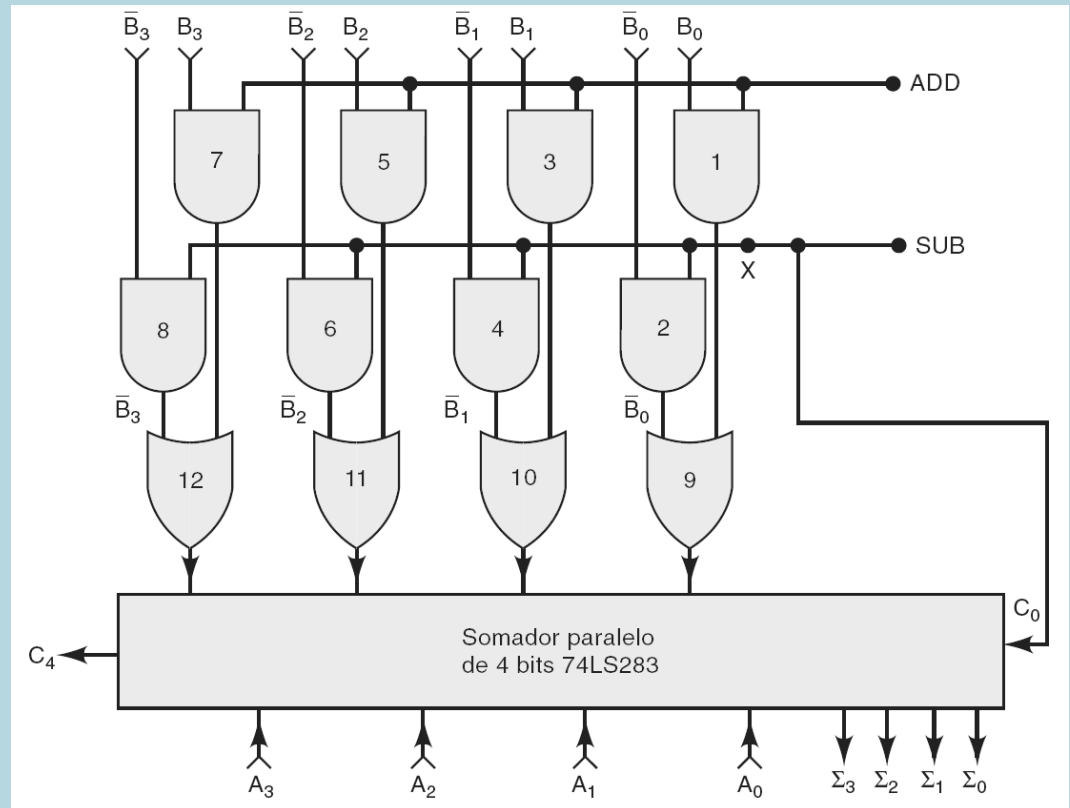 B̅₃ B₃ B̅₂ B₂ B̅₁ B₁ B̅₀ B₀
ADD
7 5 3 1
SUB
X
8 6 4 2
B̅₃ B̅₂ B̅₁ B̅₀
12 11 10 9
C₀
Somador paralelo
de 4 bits 74LS283
C₄
A₃ A₂ A₁ A₀ Σ₃ Σ₂ Σ₁ Σ₀